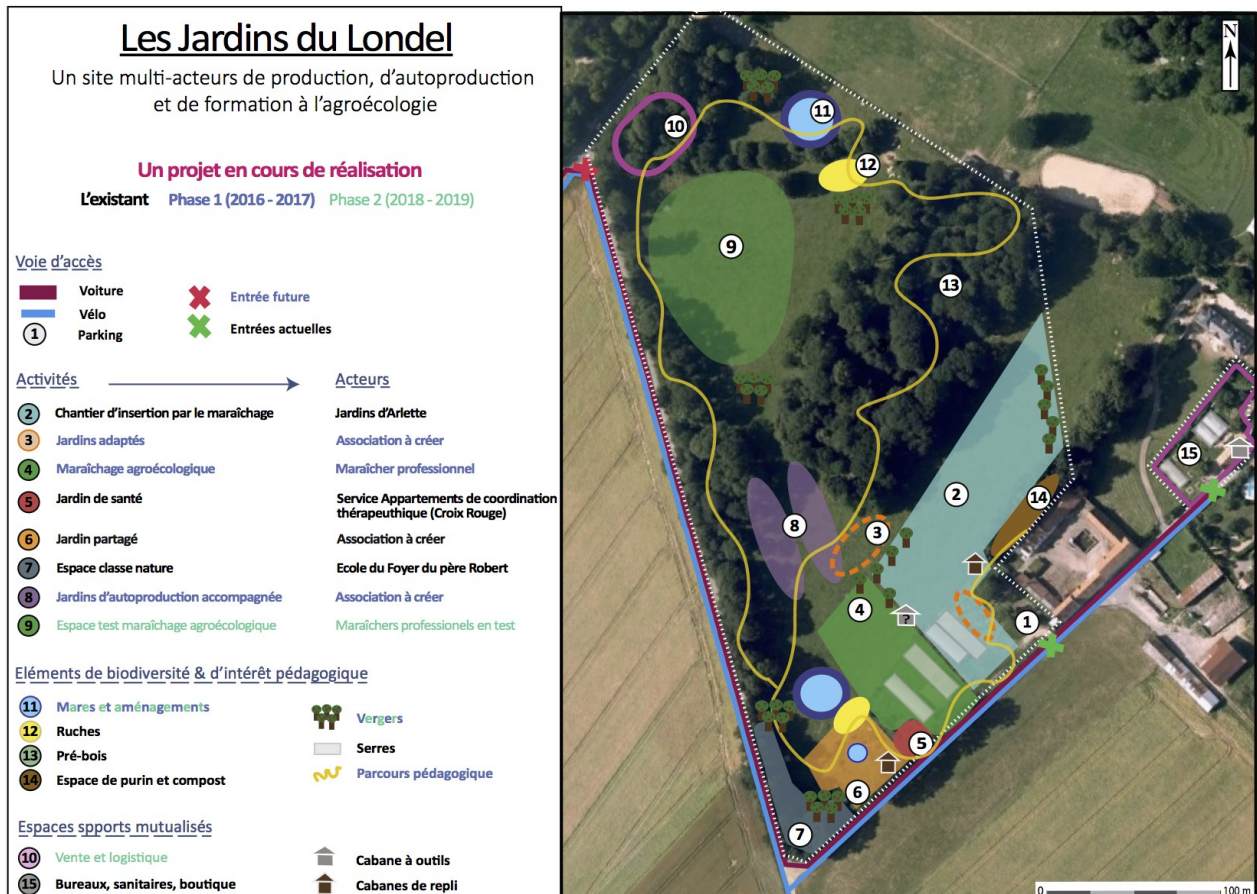 Les Jardins du Londel
Un site multi-acteurs de production, d'autoproduction
et de formation à l'agroécologie
Un projet en cours de réalisation
L'existant Phase 1 (2016 - 2017) Phase 2 (2018 - 2019)
Voie d'accès
Voiture
Entrée future
Vélo
1 Parking
Entrées actuelles
Activités Acteurs
2 Chantier d'insertion par le maraîchage Jardins d'Arlette
3 Jardins adaptés Association à créer
4 Maraîchage agroécologique Maraîcher professionnel
5 Jardin de santé Service Appartements de coordination
thérapeuthique (Croix Rouge)
6 Jardin partagé Association à créer
7 Espace classe nature Ecole du Foyer du père Robert
8 Jardins d'autoproduction accompagnée Association à créer
9 Espace test maraîchage agroécologique Maraîchers professionels en test
Eléments de biodiversité & d'intérêt pédagogique
11 Mares et aménagements
Vergers
12 Ruches
Serres
13 Pré-bois
Parcours pédagogique
14 Espace de purin et compost
Espaces spports mutualisés
10 Vente et logistique
Cabane à outils
15 Bureaux, sanitaires, boutique
Cabanes de repli
N
11
10
12
9
13
15
2
14
8
3
4
?
1
5
6
7
0 100 m